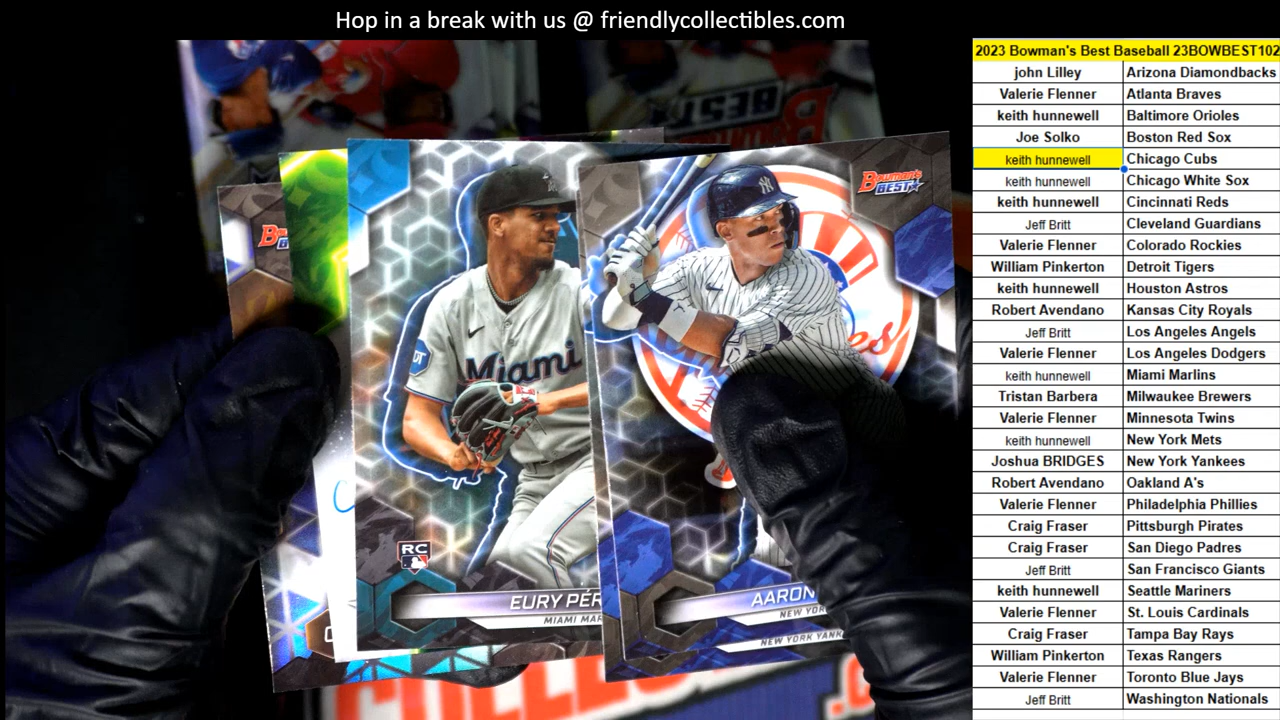 Hop in a break with us @ friendlycollectibles.com
2023 Bowman's Best Baseball 23BOWBEST102
john Lilley Arizona Diamondbacks
Valerie Flenner Atlanta Braves
keith hunnewell Baltimore Orioles
Joe Solko Boston Red Sox
keith hunnewell Chicago Cubs
keith hunnewell Chicago White Sox
keith hunnewell Cincinnati Reds
Jeff Britt Cleveland Guardians
Valerie Flenner Colorado Rockies
William Pinkerton Detroit Tigers
keith hunnewell Houston Astros
Robert Avendano Kansas City Royals
Jeff Britt Los Angeles Angels
Valerie Flenner Los Angeles Dodgers
keith hunnewell Miami Marlins
Tristan Barbera Milwaukee Brewers
Valerie Flenner Minnesota Twins
keith hunnewell New York Mets
Joshua BRIDGES New York Yankees
Robert Avendano Oakland A's
Valerie Flenner Philadelphia Phillies
Craig Fraser Pittsburgh Pirates
Craig Fraser San Diego Padres
Jeff Britt San Francisco Giants
keith hunnewell Seattle Mariners
Valerie Flenner St. Louis Cardinals
Craig Fraser Tampa Bay Rays
William Pinkerton Texas Rangers
Valerie Flenner Toronto Blue Jays
Jeff Britt Washington Nationals
BOWMAN'S
BEST
Miami
RC
EURY PÉR
MIAMI MAR
AARON
NEW YOR
NEW YORK YANK